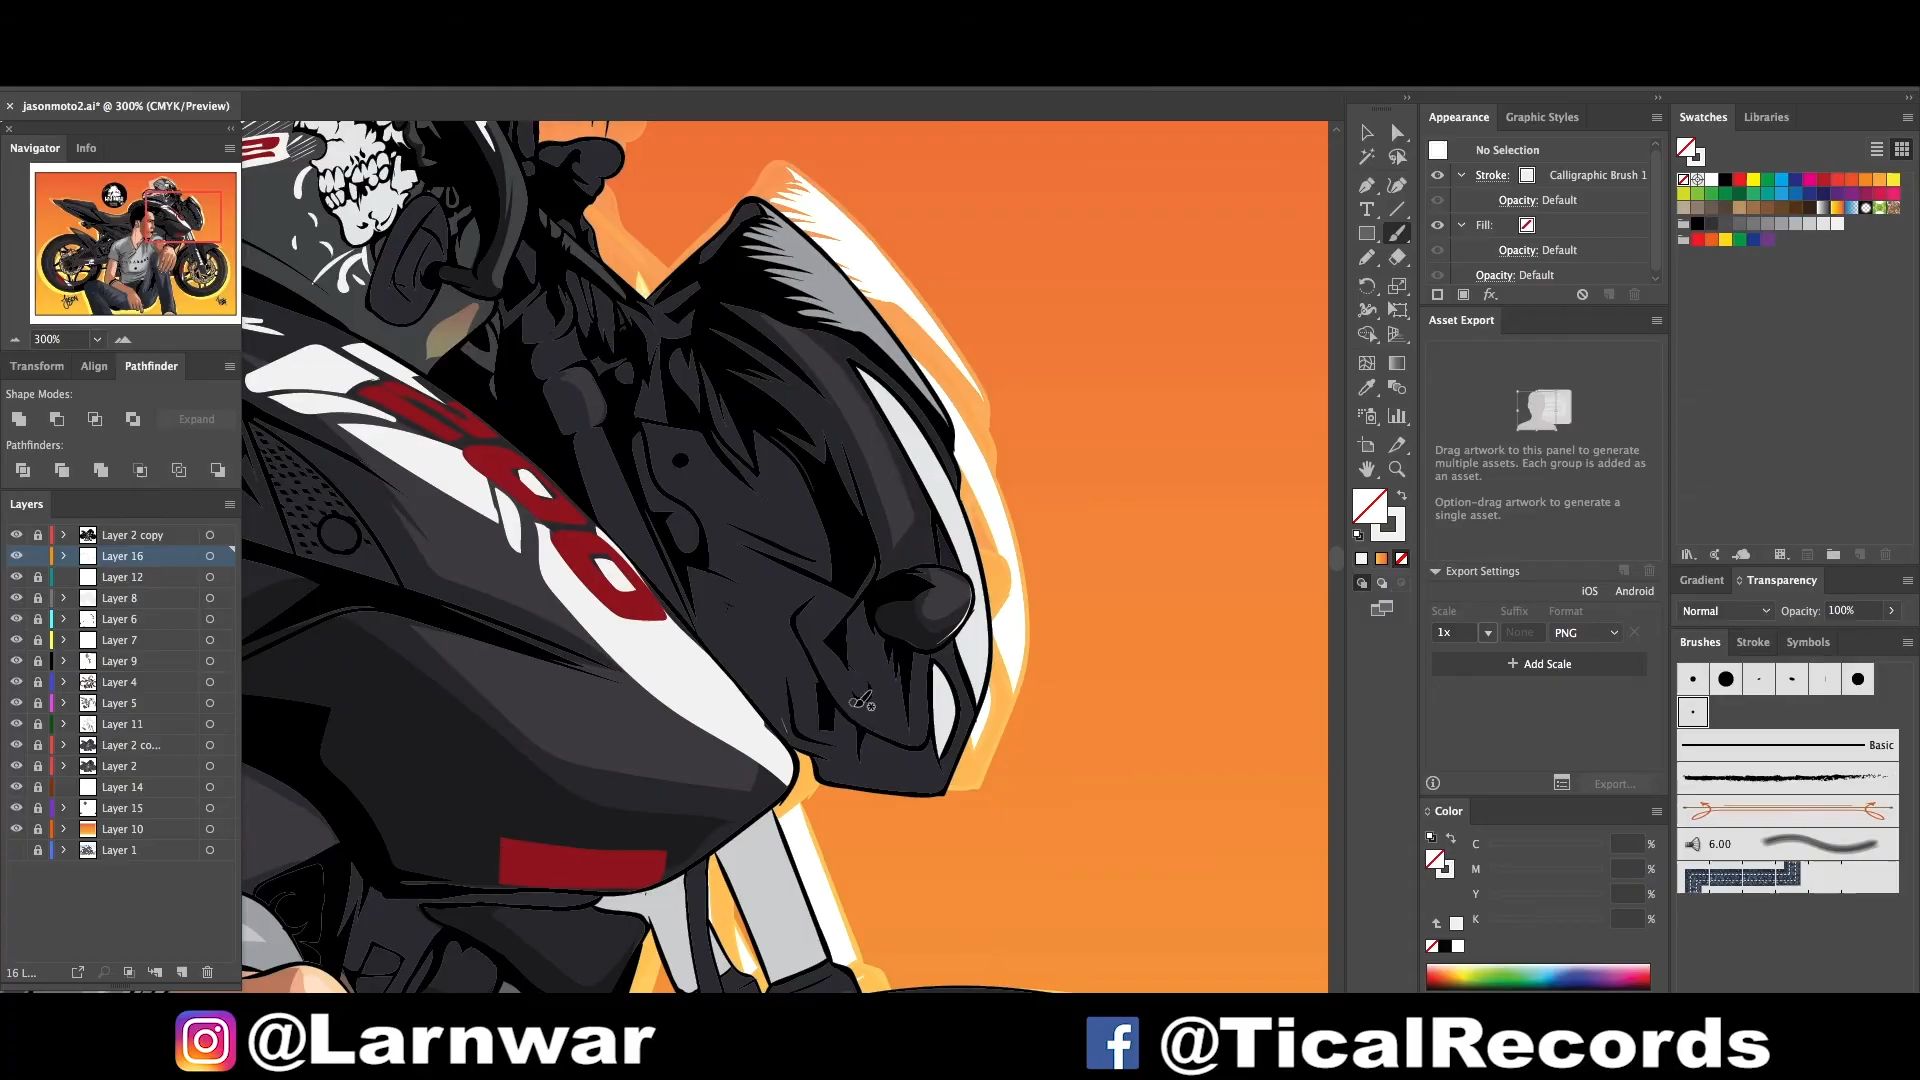 jasonmoto2.ai* @ 300% (CMYK/Preview)
Navigator
Info
300%
Transform
Align
Pathfinder
Shape Modes:
Expand
Pathfinders:
Layers
Layer 2 copy
Layer 16
Layer 12
Layer 8
Layer 6
Layer 7
Layer 9
Layer 4
Layer 5
Layer 11
Layer 2 co...
Layer 2
Layer 14
Layer 15
Layer 10
Layer 1
16 L...
Appearance
Graphic Styles
No Selection
Stroke:
Calligraphic Brush 1
Opacity: Default
Fill:
Opacity: Default
Opacity: Default
fx.
Asset Export
Drag artwork to this panel to generate
multiple assets. Each group is added as
an asset.
Option-drag artwork to generate a
single asset.
Export Settings
iOS
Android
Scale
Suffix
Format
1x
None
PNG
+ Add Scale
Export...
Color
C
%
M
%
Y
%
K
%
Swatches
Libraries
Gradient
Transparency
Normal
Opacity:
100%
Brushes
Stroke
Symbols
Basic
6.00
@Larnwar
@TicalRecords